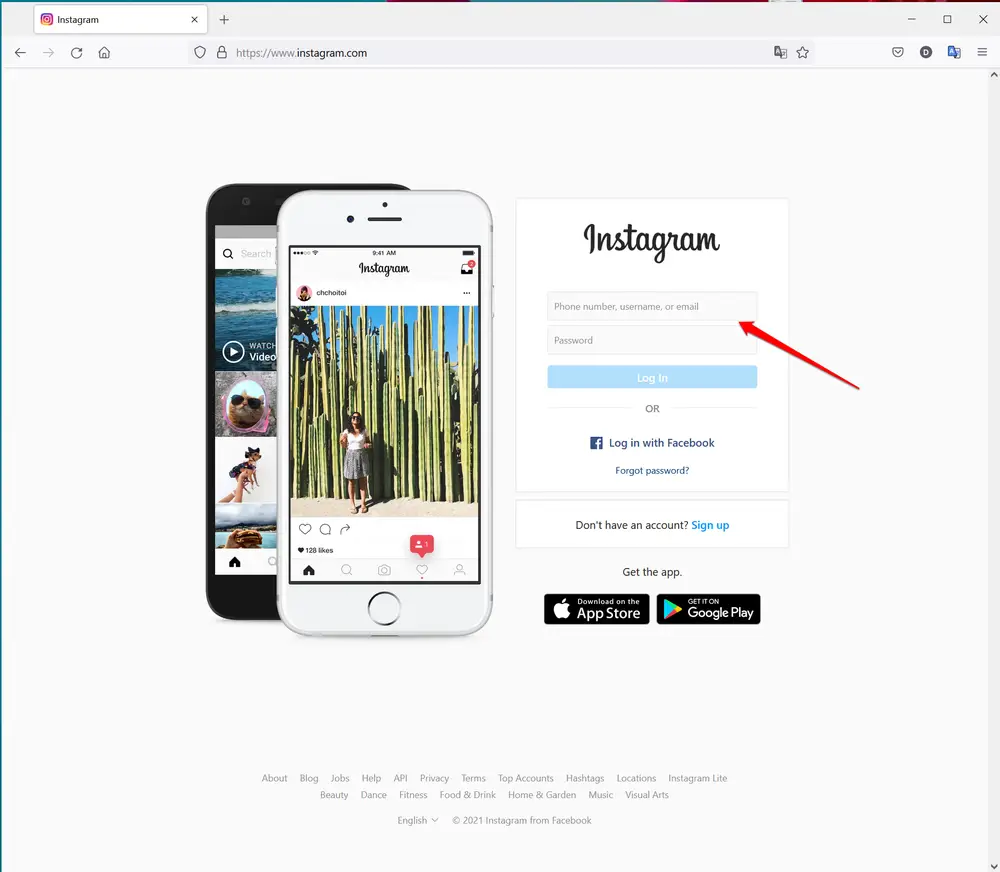 Instagram
https://www.instagram.com
D
Search
WATCH
Video
9:41 AM
Instagram
2
chchoitoi
128 likes
1
Instagram
Phone number, username, or email
Password
Log In
OR
Log in with Facebook
Forgot password?
Don't have an account? Sign up
Get the app.
Download on the
App Store
GET IT ON
Google Play
About Blog Jobs Help API Privacy Terms Top Accounts Hashtags Locations Instagram Lite
Beauty Dance Fitness Food & Drink Home & Garden Music Visual Arts
English © 2021 Instagram from Facebook